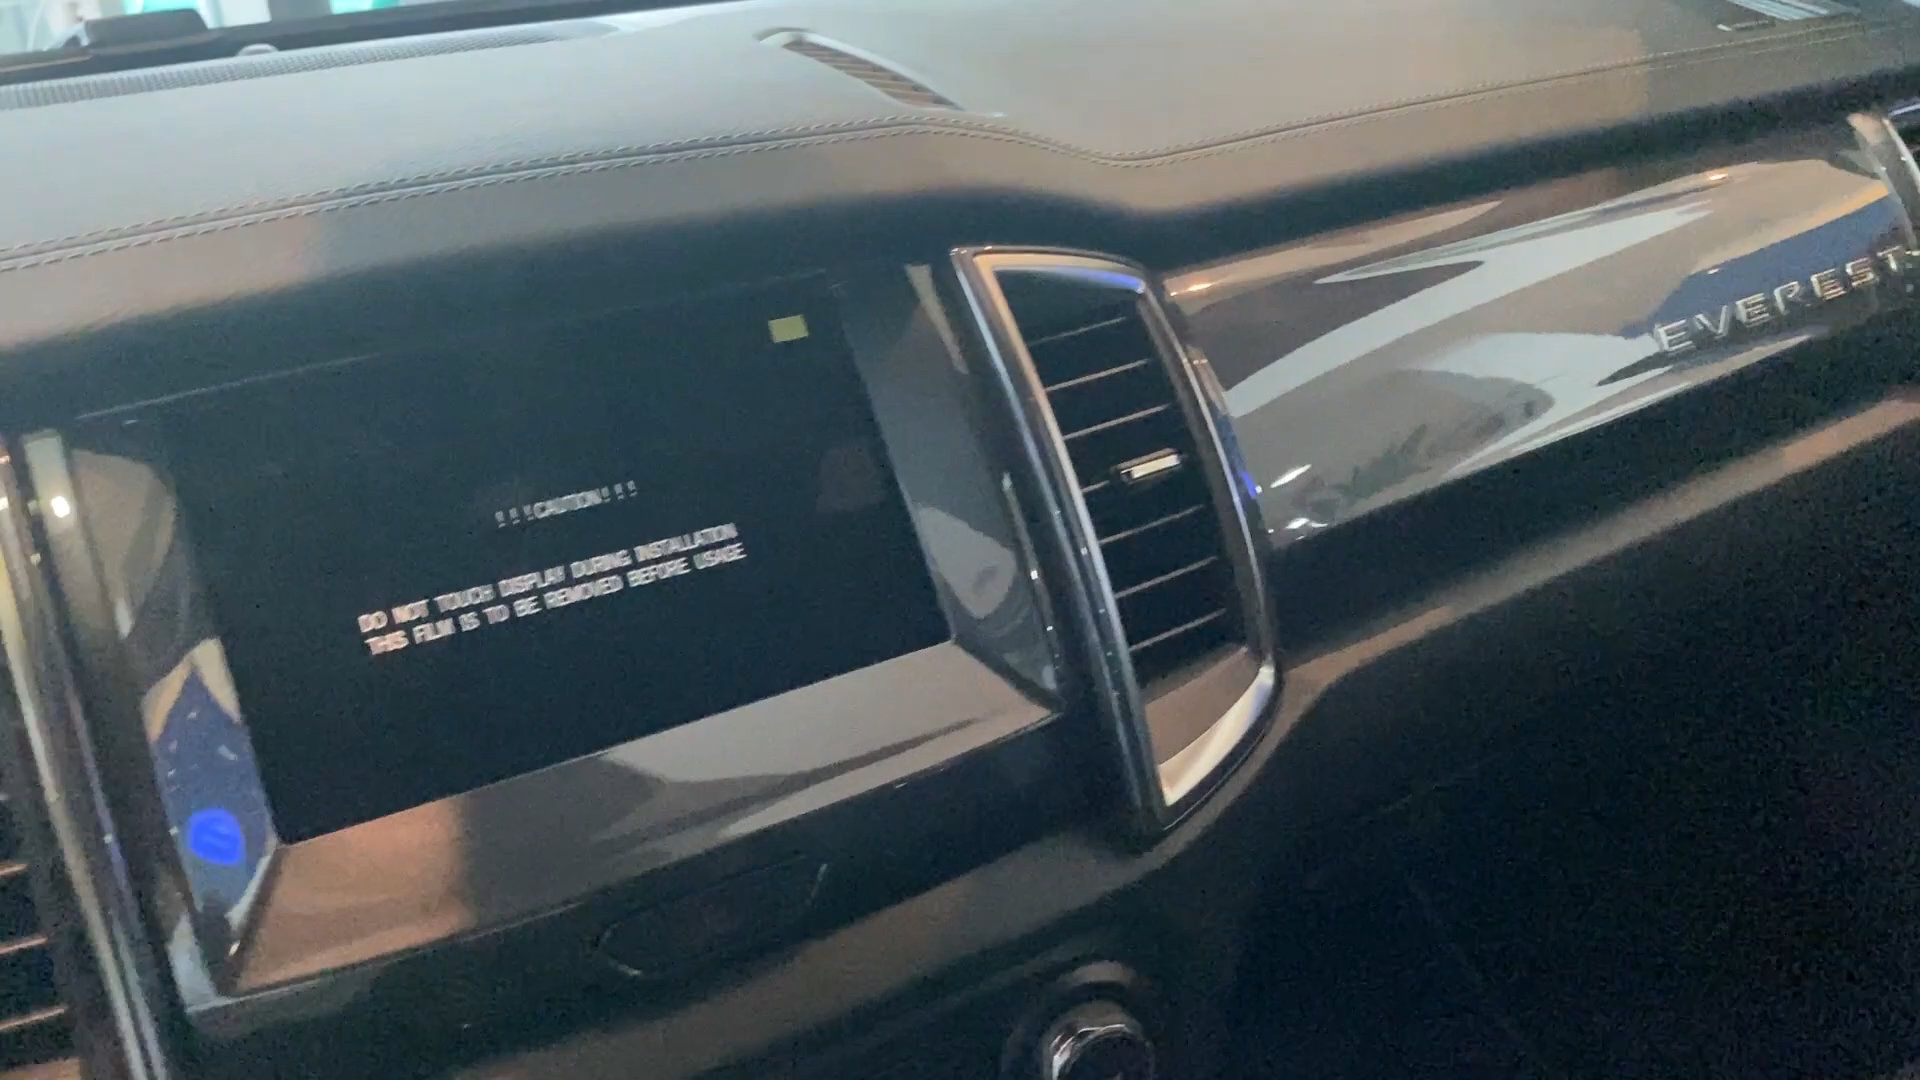 !!!CAUTION!!!
DO NOT TOUCH DISPLAY DURING INSTALLATION
THIS FILM IS TO BE REMOVED BEFORE USAGE
EVEREST